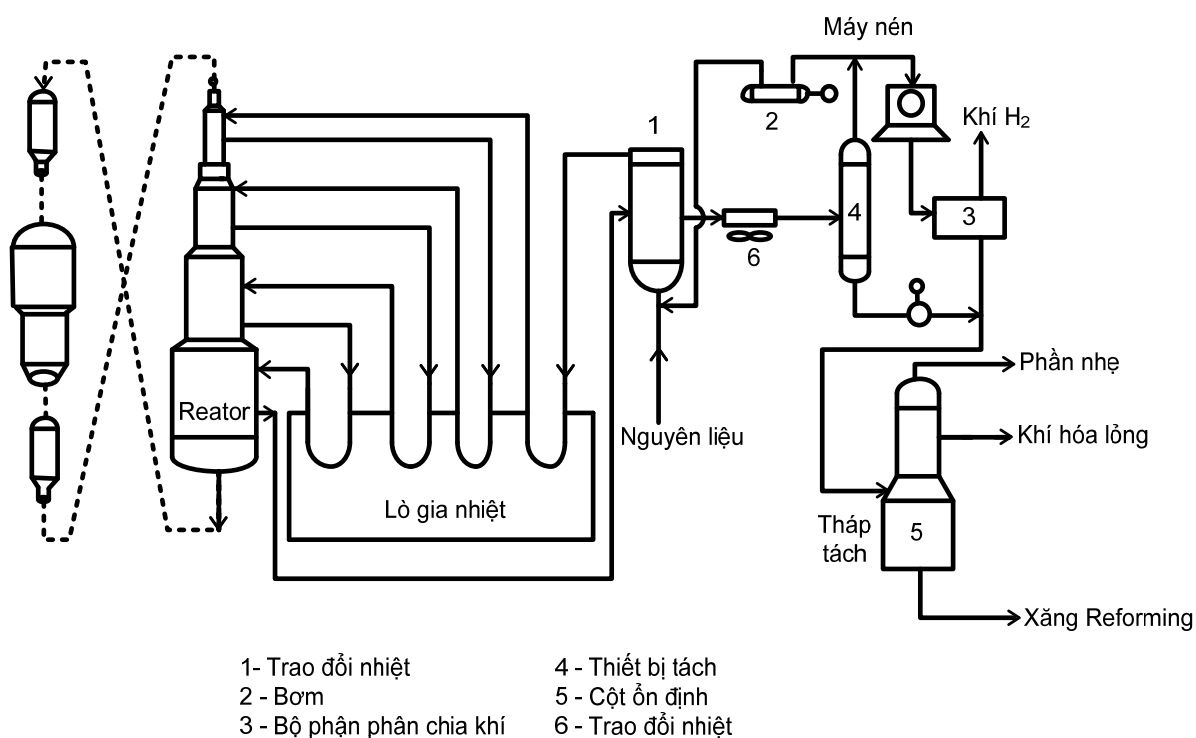 Máy nén
1
2
Khí H2
4
3
6
Reator
Nguyên liệu
Phần nhẹ
Khí hóa lỏng
Lò gia nhiệt
Tháp
tách
5
Xăng Reforming
1- Trao đổi nhiệt
2 - Bơm
3 - Bộ phận phân chia khí
4 - Thiết bị tách
5 - Cột ổn định
6 - Trao đổi nhiệt